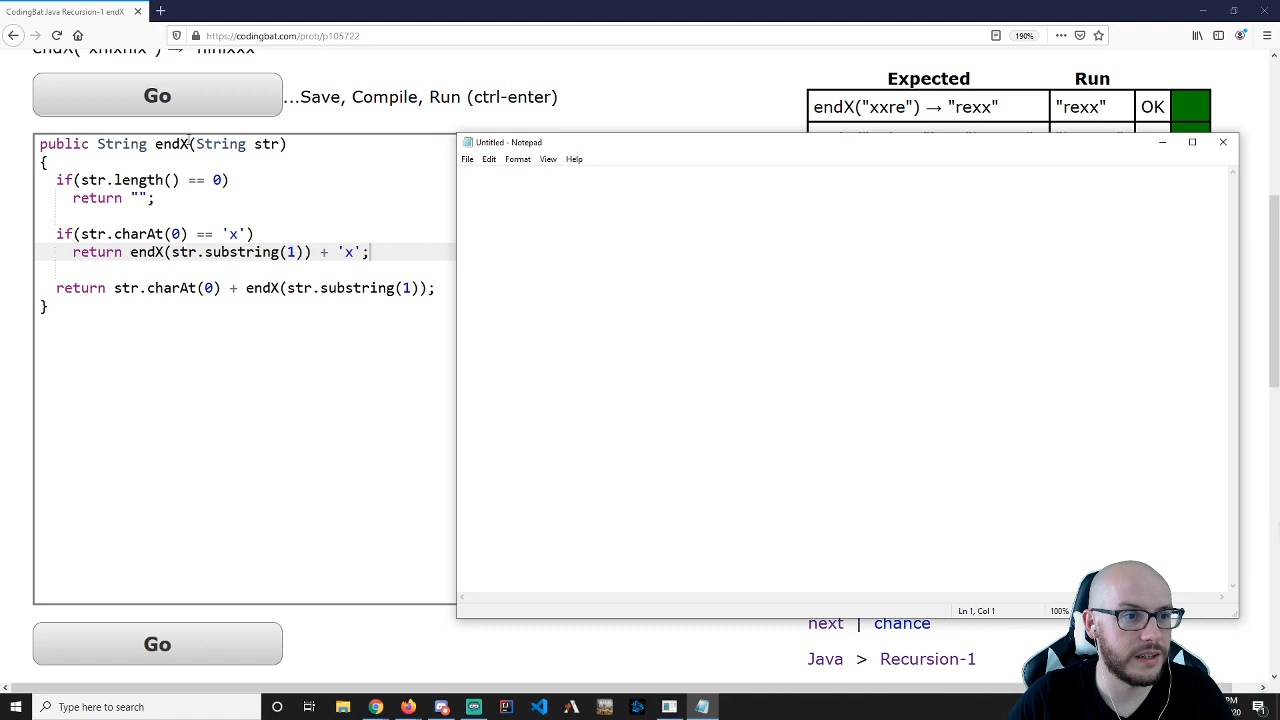 CodingBat Java Recursion-1 endX
https://codingbat.com/prob/p105722
190%
Go
...Save, Compile, Run (ctrl-enter)
Expected Run
endX("xxre") → "rexx" "rexx" OK
public String endX(String str)
{
if(str.length() == 0)
return "";
if(str.charAt(0) == 'x')
return endX(str.substring(1)) + 'x';
return str.charAt(0) + endX(str.substring(1));
}
Untitled - Notepad
File Edit Format View Help
Ln 1, Col 1 100%
Go
next | chance
Java > Recursion-1
Type here to search